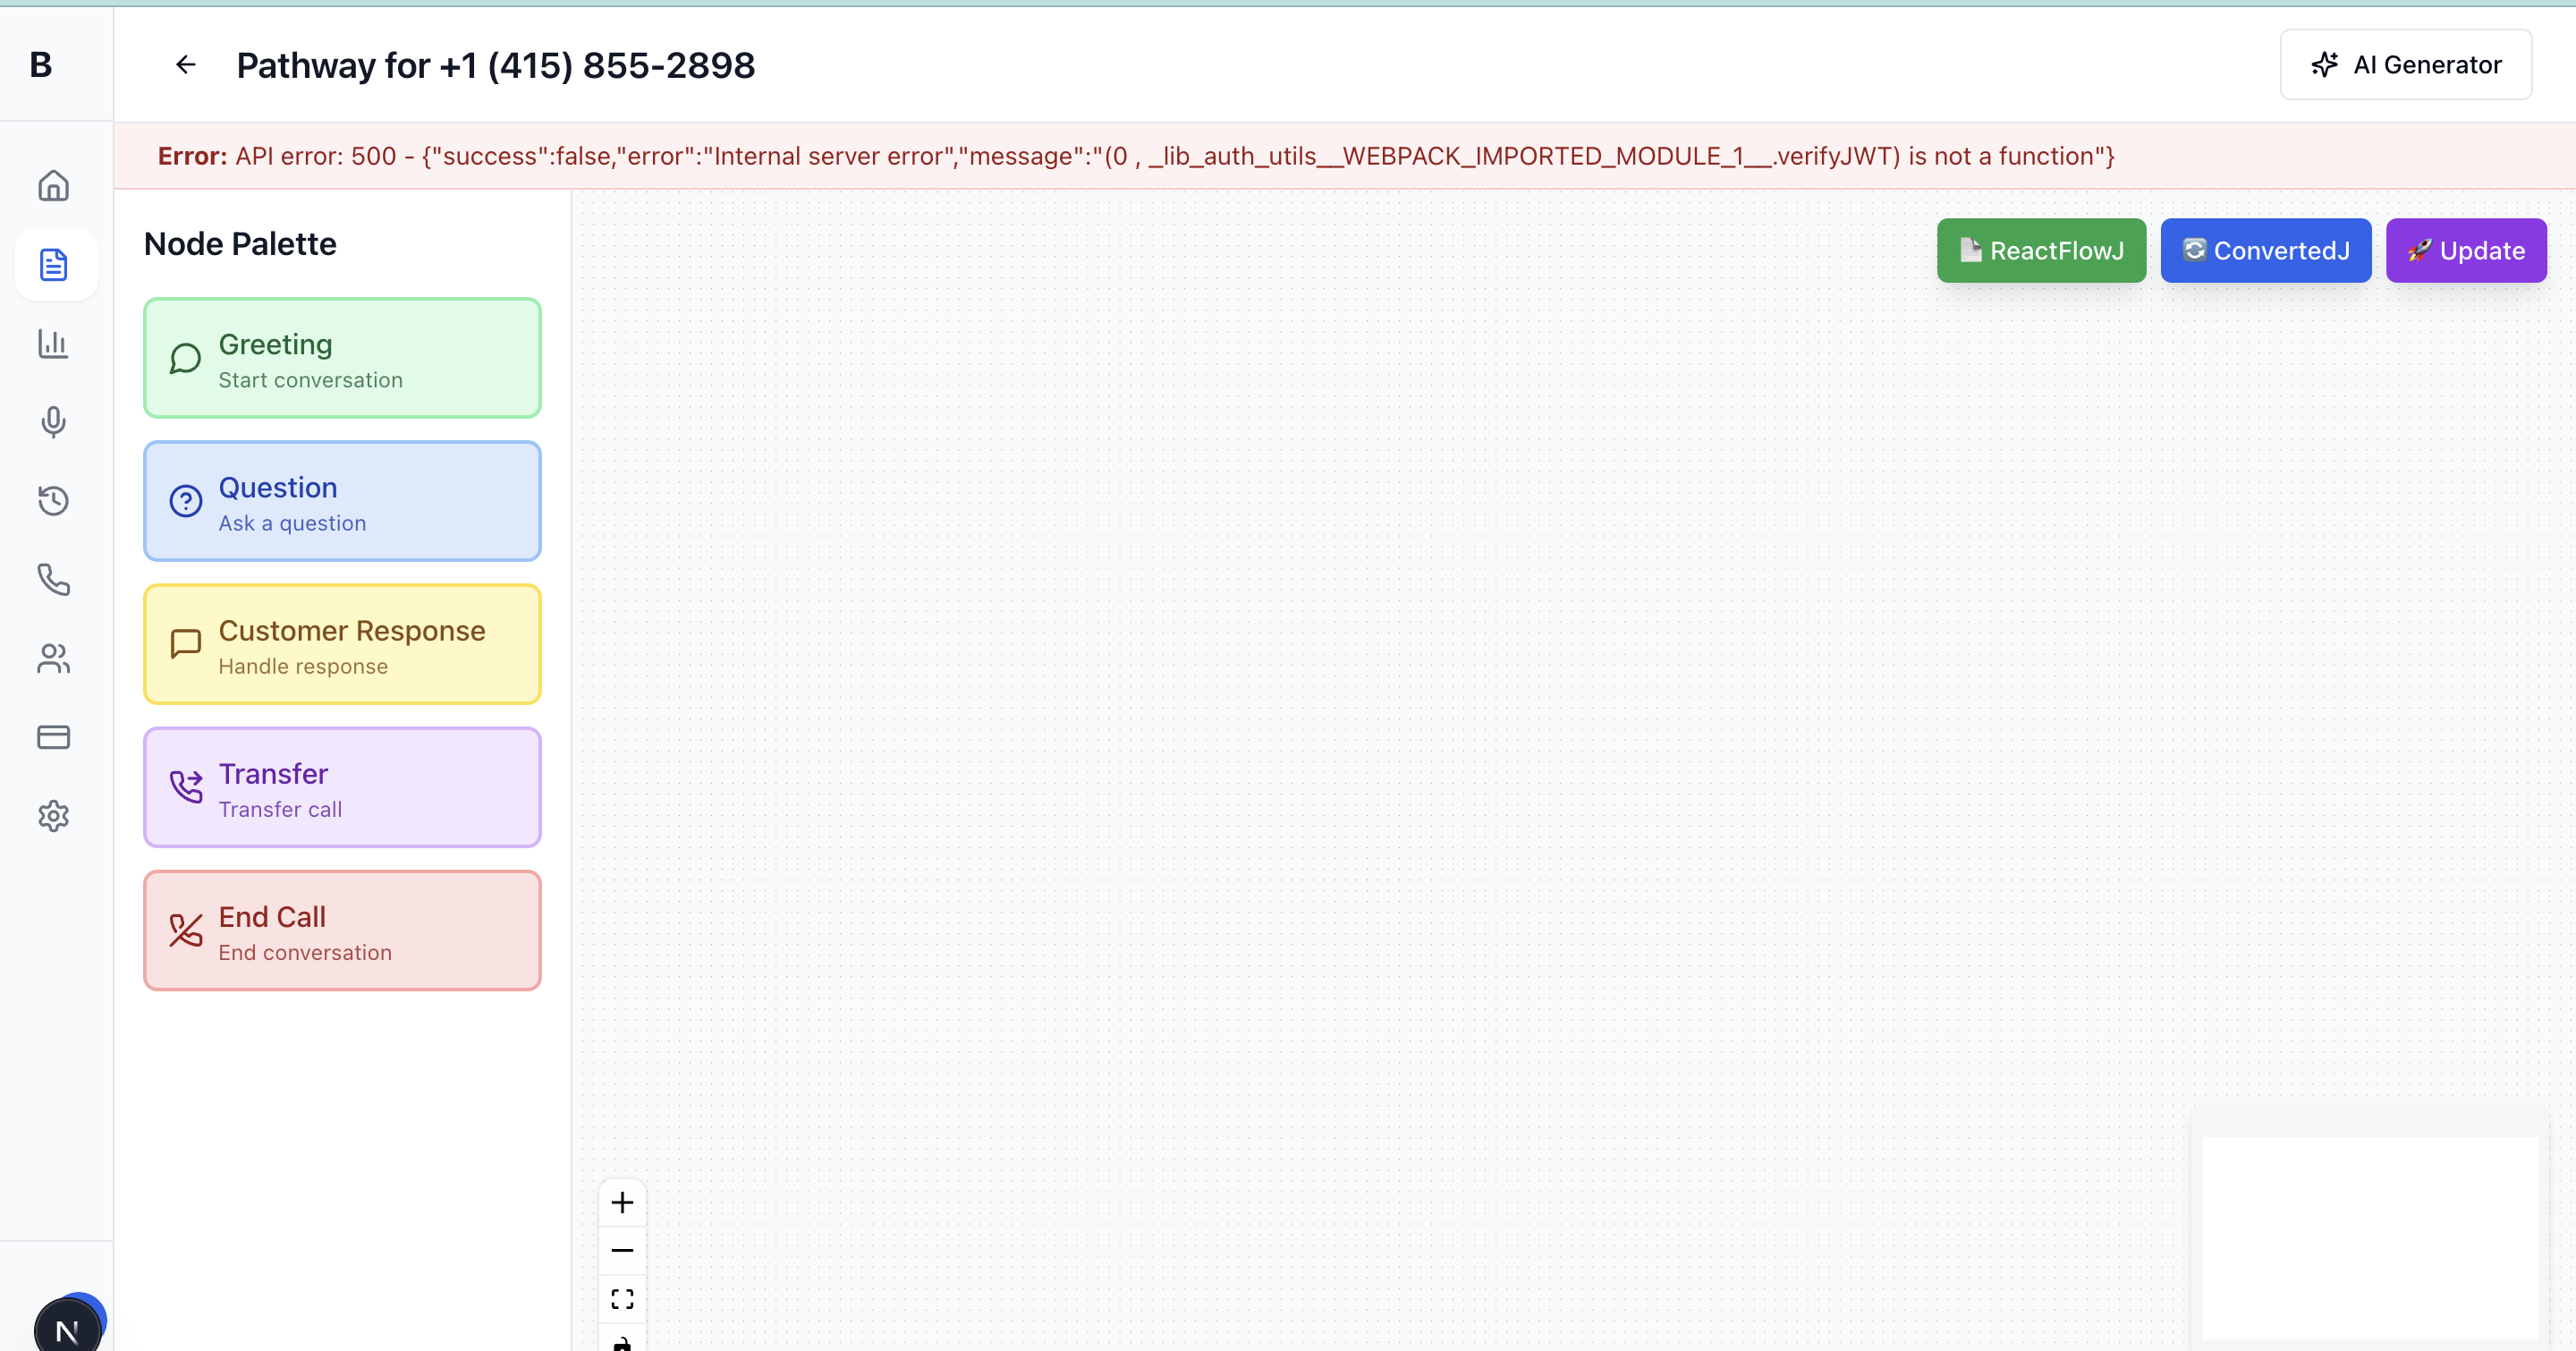 B
Pathway for +1 (415) 855-2898
AI Generator
Error: API error: 500 - {"success":false,"error":"Internal server error","message":"(0 , _lib_auth_utils__WEBPACK_IMPORTED_MODULE_1__.verifyJWT) is not a function"}
Node Palette
ReactFlowJ
ConvertedJ
Update
Greeting
Start conversation
Question
Ask a question
Customer Response
Handle response
Transfer
Transfer call
End Call
End conversation
N